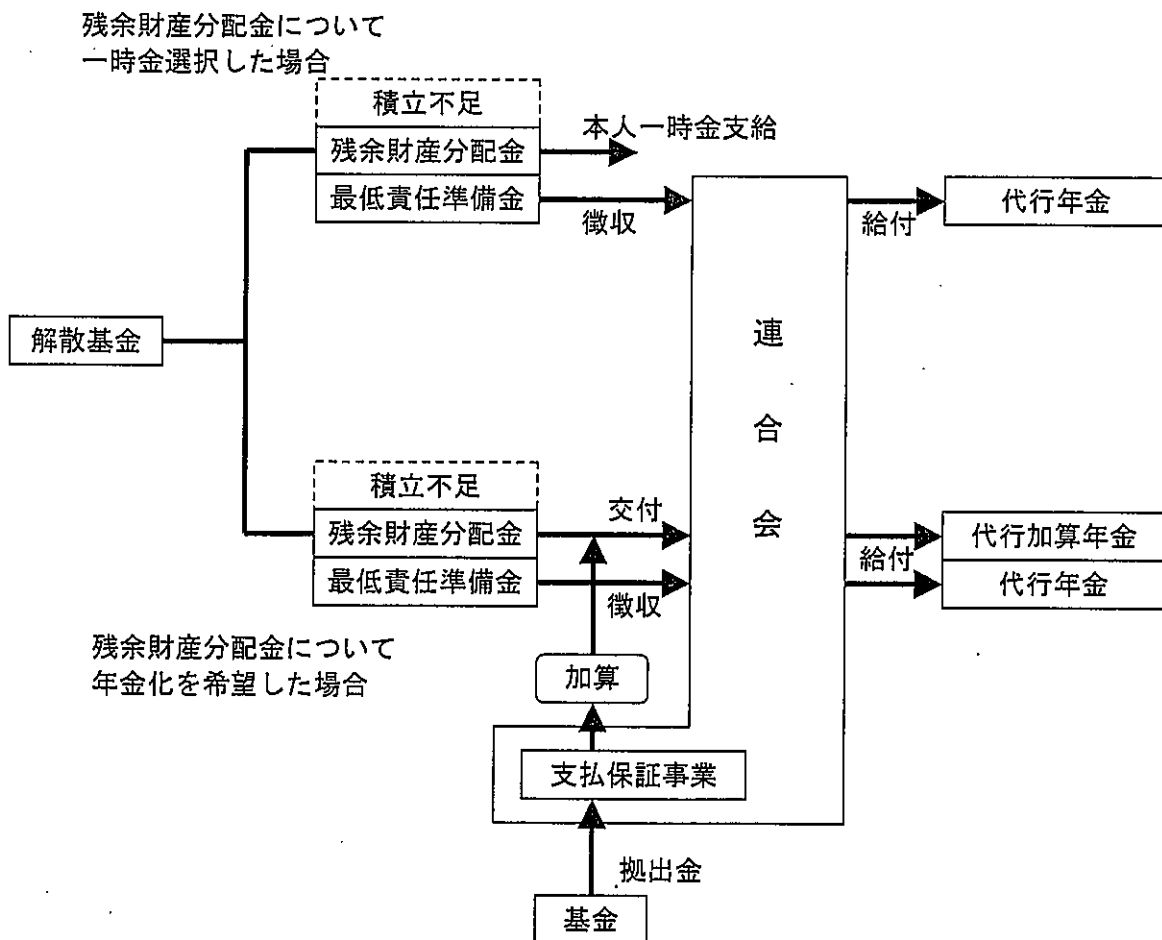 残余財産分配金について
一時金選択した場合
積立不足
残余財産分配金
最低責任準備金
本人一時金支給
徴収
給付
代行年金
解散基金
連
合
会
積立不足
残余財産分配金
最低責任準備金
交付
徴収
給付
代行加算年金
代行年金
残余財産分配金について
年金化を希望した場合
加算
支払保証事業
拠出金
基金